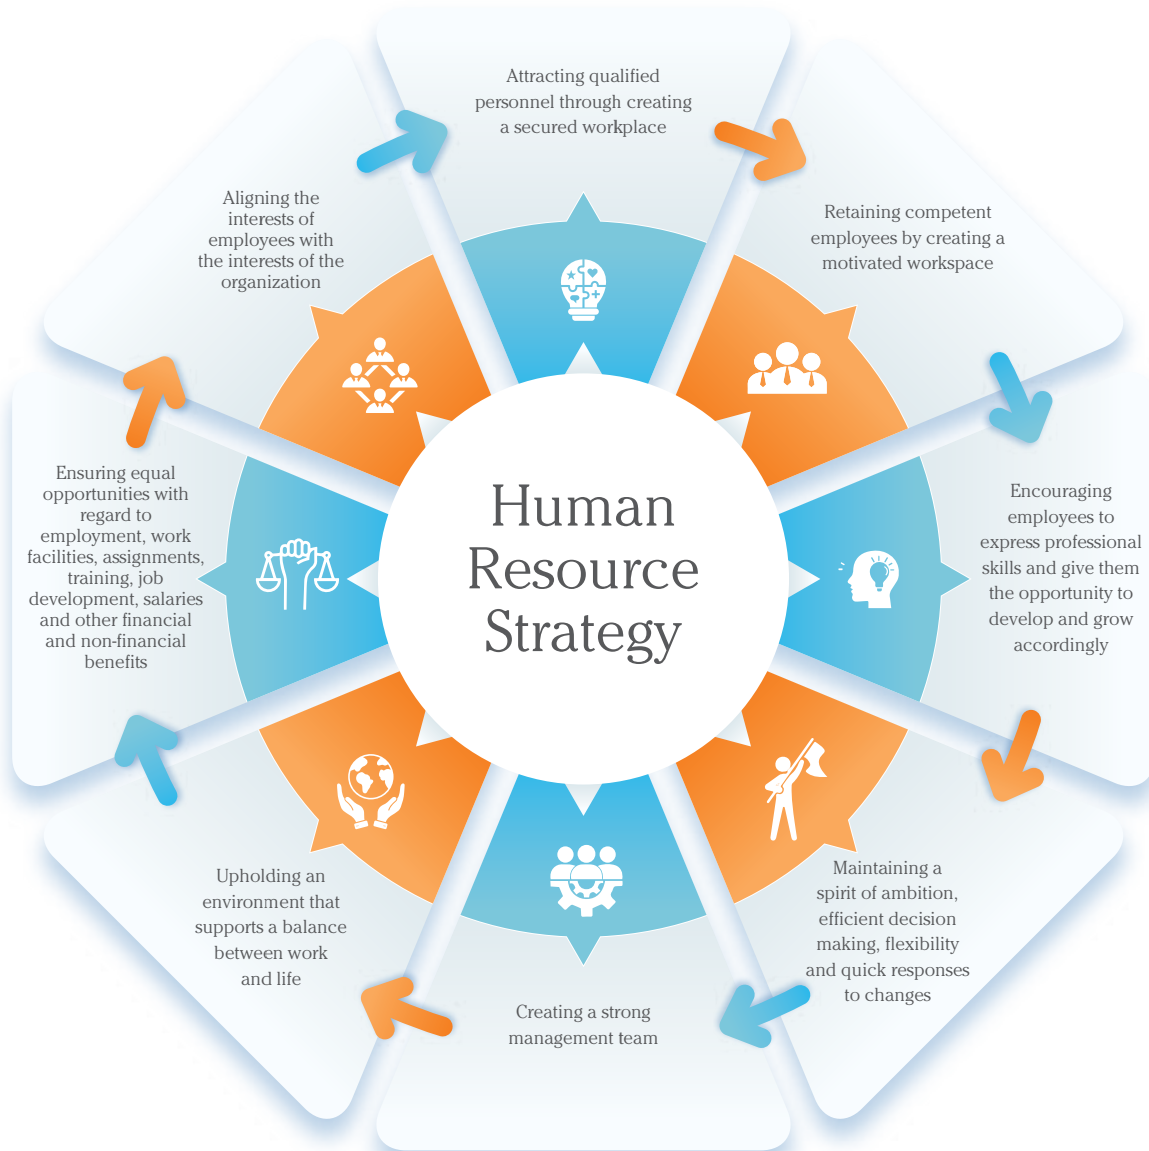 Attracting qualified
personnel through creating
a secured workplace
Retaining competent
employees by creating a
motivated workspace
Encouraging
employees to
express professional
skills and give them
the opportunity to
develop and grow
accordingly
Maintaining a
spirit of ambition,
efficient decision
making, flexibility
and quick responses
to changes
Creating a strong
management team
Upholding an
environment that
supports a balance
between work
and life
Ensuring equal
opportunities with
regard to
employment, work
facilities, assignments,
training, job
development, salaries
and other financial
and non-financial
benefits
Aligning the
interests of
employees with
the interests of the
organization
Human
Resource
Strategy